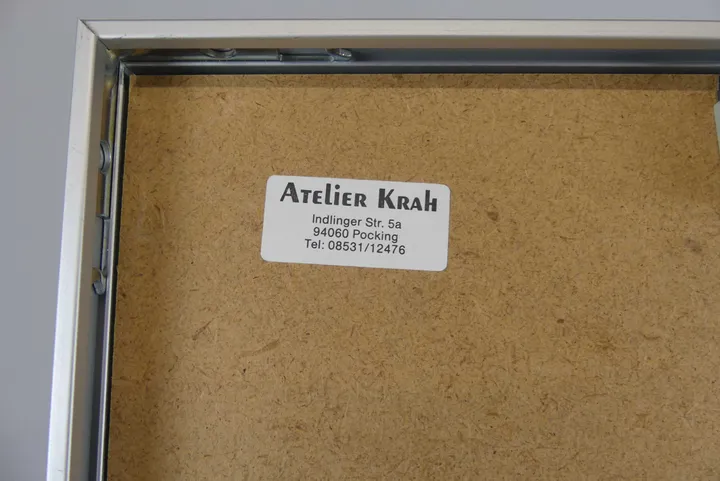 Atelier Krah
Indlinger Str. 5a
94060 Pocking
Tel: 08531/12476